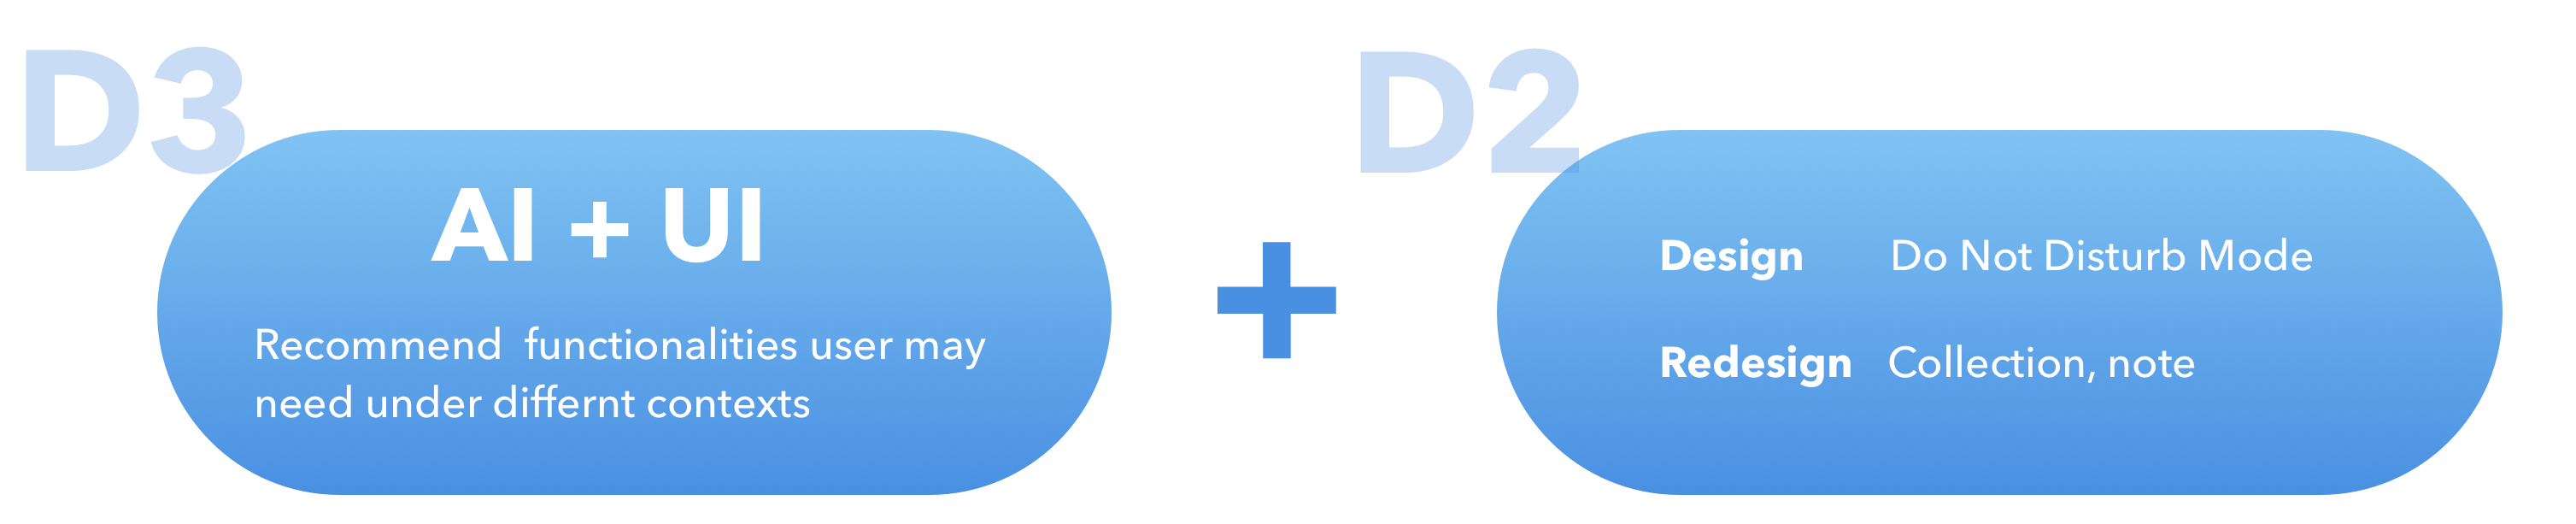 D3
AI + UI
Recommend functionalities user may
need under differnt contexts
+
D2
Design Do Not Disturb Mode
Redesign Collection, note